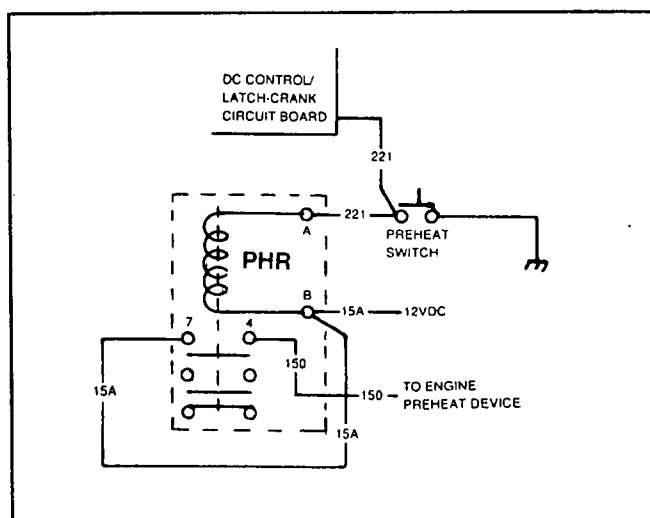 DC CONTROL/
LATCH-CRANK
CIRCUIT BOARD
221
A
221
PREHEAT
SWITCH
PHR
B
15A
12VDC
7
4
15A
150
150
TO ENGINE
PREHEAT DEVICE
15A